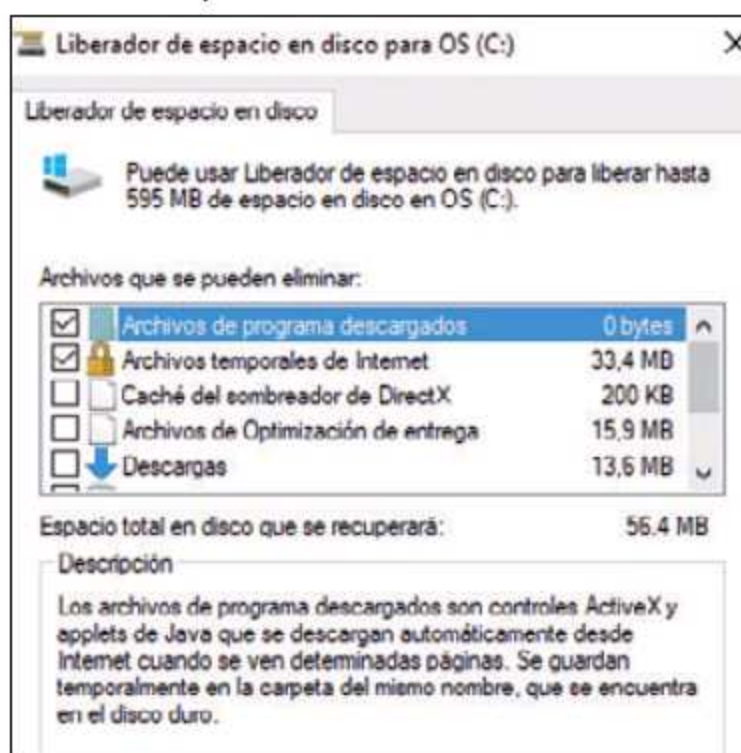 Liberador de espacio en disco para OS (C:)
Liberador de espacio en disco
Puede usar Liberador de espacio en disco para liberar hasta
595 MB de espacio en disco en OS (C:).
Archivos que se pueden eliminar:
Archivos de programa descargados 0 bytes
Archivos temporales de Internet 33,4 MB
Caché del sombreador de DirectX 200 KB
Archivos de Optimización de entrega 15,9 MB
Descargas 13,6 MB
Espacio total en disco que se recuperará: 56,4 MB
Descripción
Los archivos de programa descargados son controles ActiveX y
applets de Java que se descargan automáticamente desde
Internet cuando se ven determinadas páginas. Se guardan
temporalmente en la carpeta del mismo nombre, que se encuentra
en el disco duro.